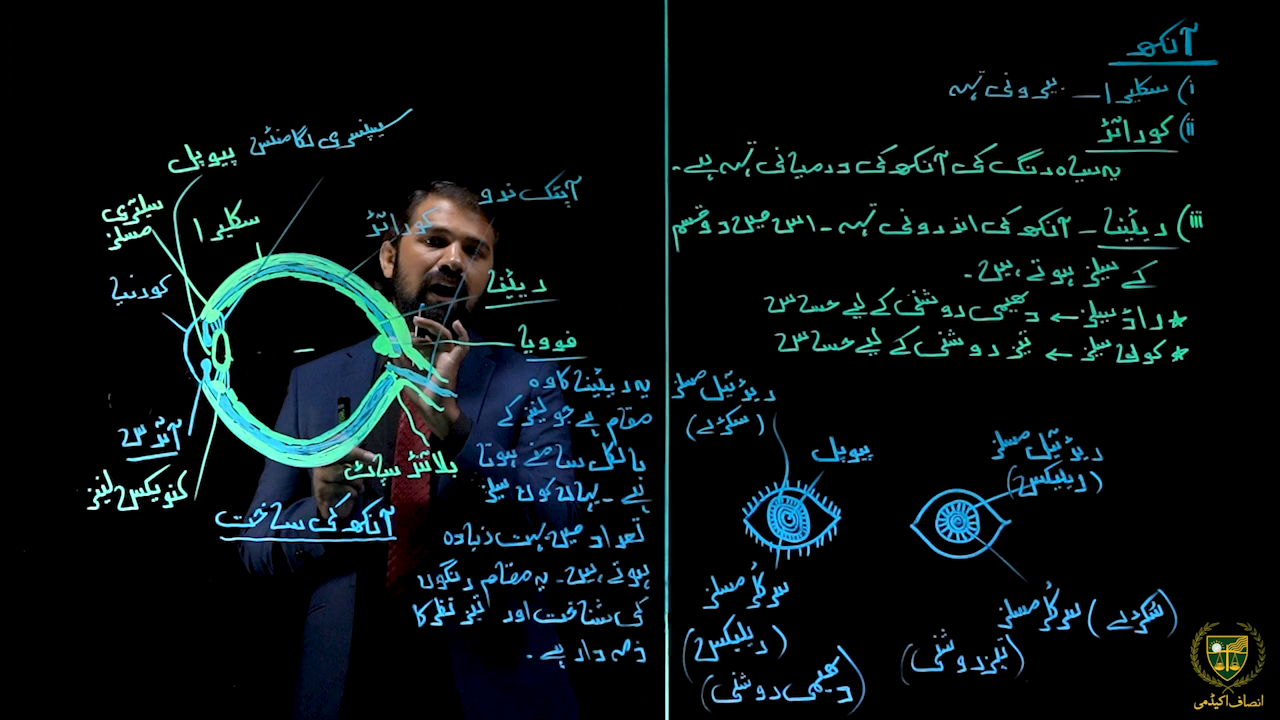 آنکھ
i) سکلیرا – بیرونی تہہ
ii) کورائڈ
یہ سیاہ رنگ کی آنکھ کی درمیانی تہہ ہے۔
iii) ریٹینا – آنکھ کی اندرونی تہہ۔ اس میں دو قسم
کے سیلز ہوتے ہیں۔
* راڈ سیلز ← دھیمی روشنی کے لیے حساس
* کون سیلز ← تیز روشنی کے لیے حساس
ریڈئیل مسلز
(سکڑے)
پیوپل
سرکلر مسلز
(ریلیکس)
(دھیمی روشنی)
ریڈئیل مسلز
(ریلیکس)
سرکلر مسلز (سکڑے)
(تیز روشنی)
سسپنسری لگامنٹس
پیوپل
سیلیری
مسلز
سکلیرا
کورنیا
آئرس
کنویکس لینز
آپٹک نرو
کورائڈ
ریٹینا
فوویا
یہ ریٹینا کا وہ
مقام ہے جو لینز کے
بالکل سامنے ہوتا
ہے۔ یہاں کون سیلز
تعداد میں بہت زیادہ
ہوتے ہیں۔ یہ مقام رنگوں
کی شناخت اور تیز نظر کا
ذمہ دار ہے۔
بلائنڈ سپاٹ
آنکھ کی ساخت
انصاف اکیڈمی